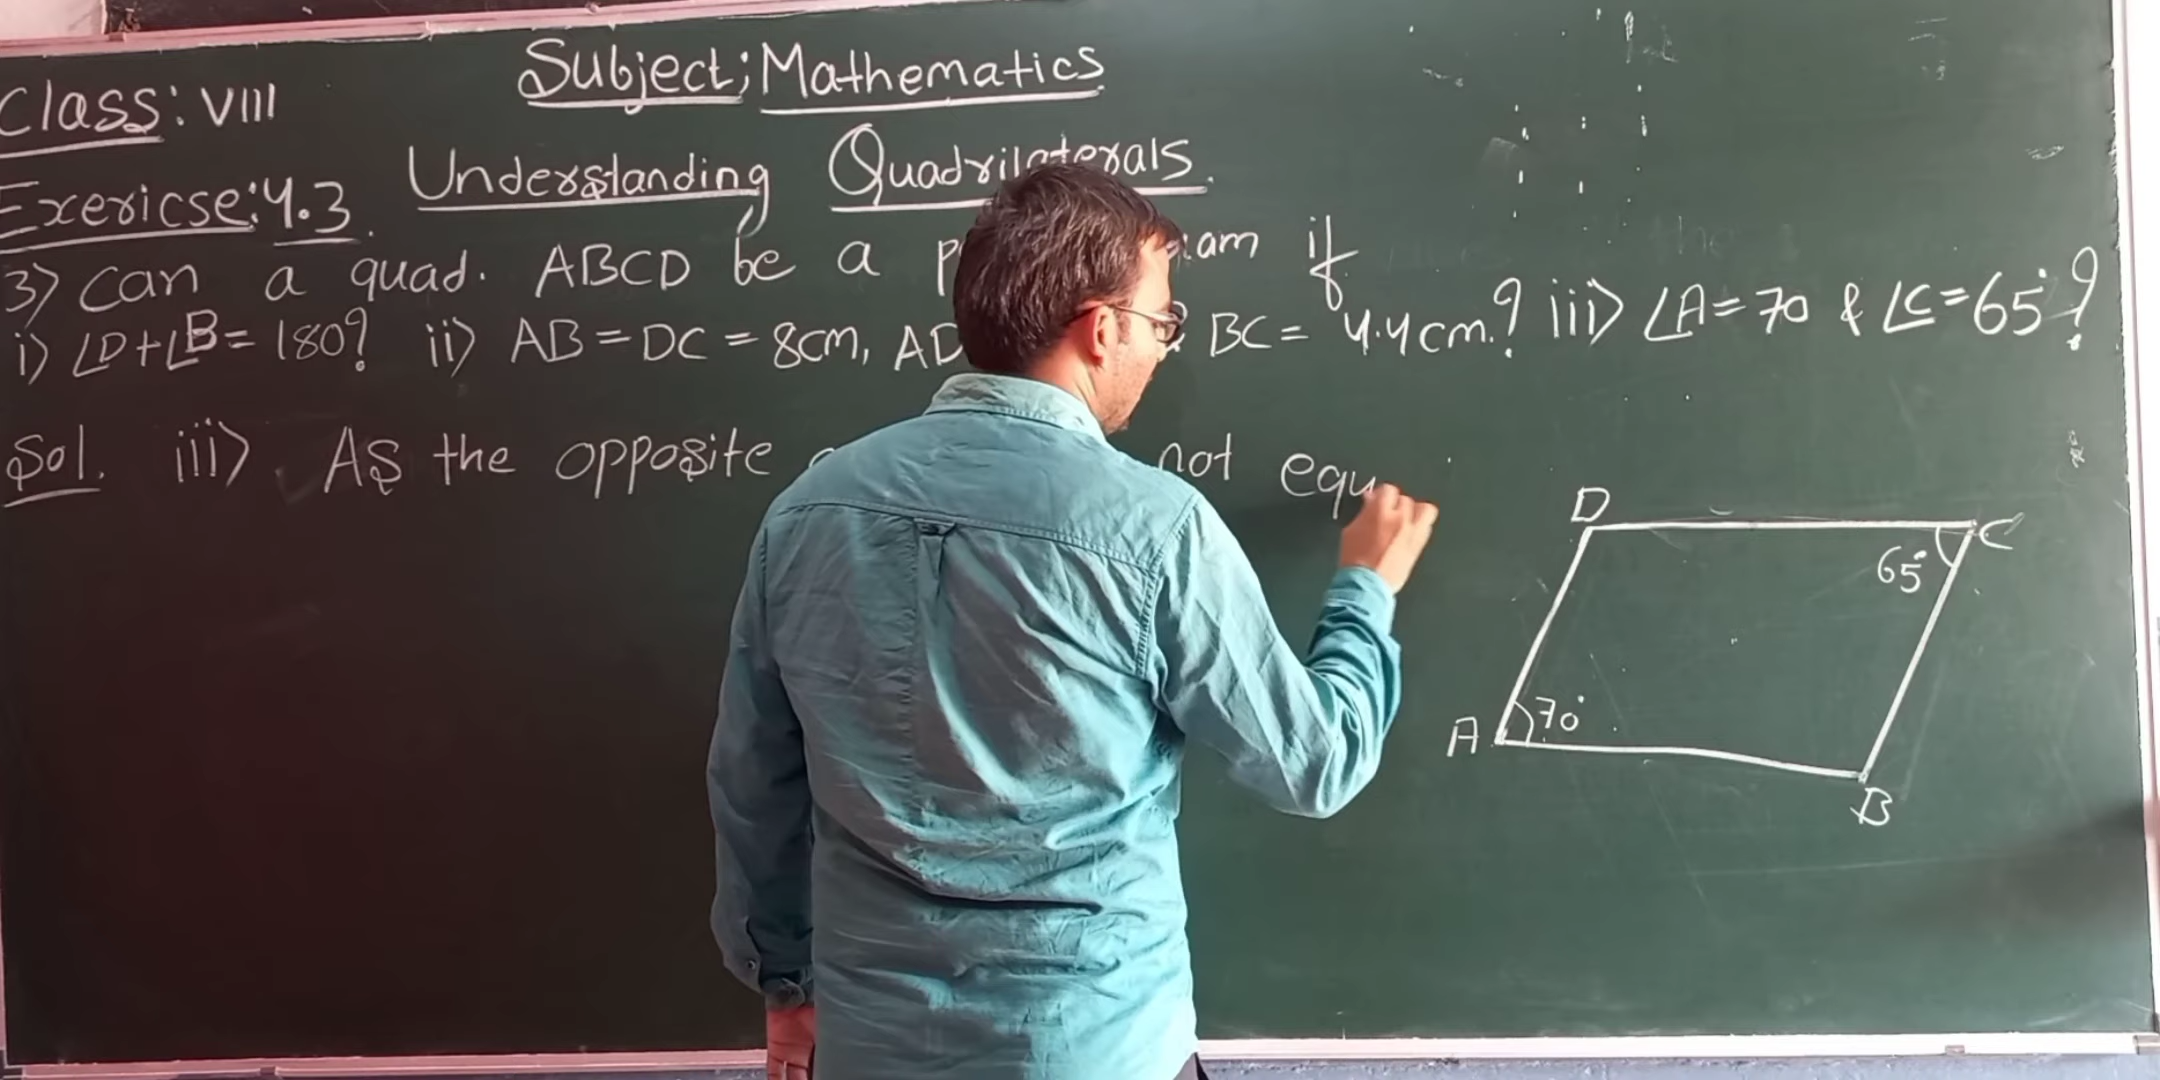 Subject; Mathematics
Class: VIII
Understanding Quadrilaterals.
Exericse: 4.3.
3) Can a quad. ABCD be a if
i) ∠D+∠B= 180? ii) AB = DC = 8cm, AD BC = 4.4cm.? iii) ∠A=70 & ∠C=65°?
Sol. iii) As the opposite not equ
D
C
65°
A
70°
B